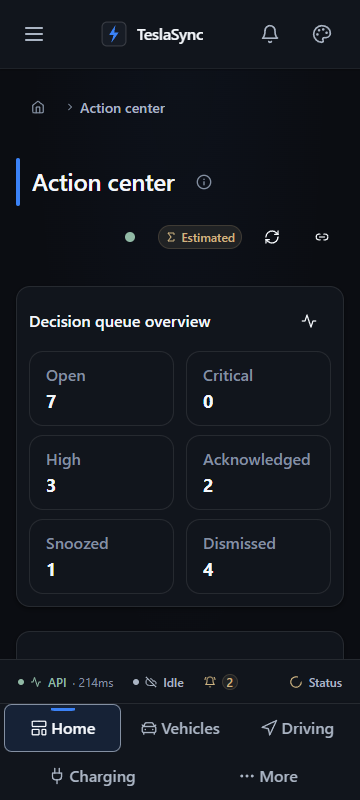 TeslaSync
Action center
Action center
Estimated
Decision queue overview
Open
7
Critical
0
High
3
Acknowledged
2
Snoozed
1
Dismissed
4
API · 214ms
Idle
2
Status
Home
Vehicles
Driving
Charging
More